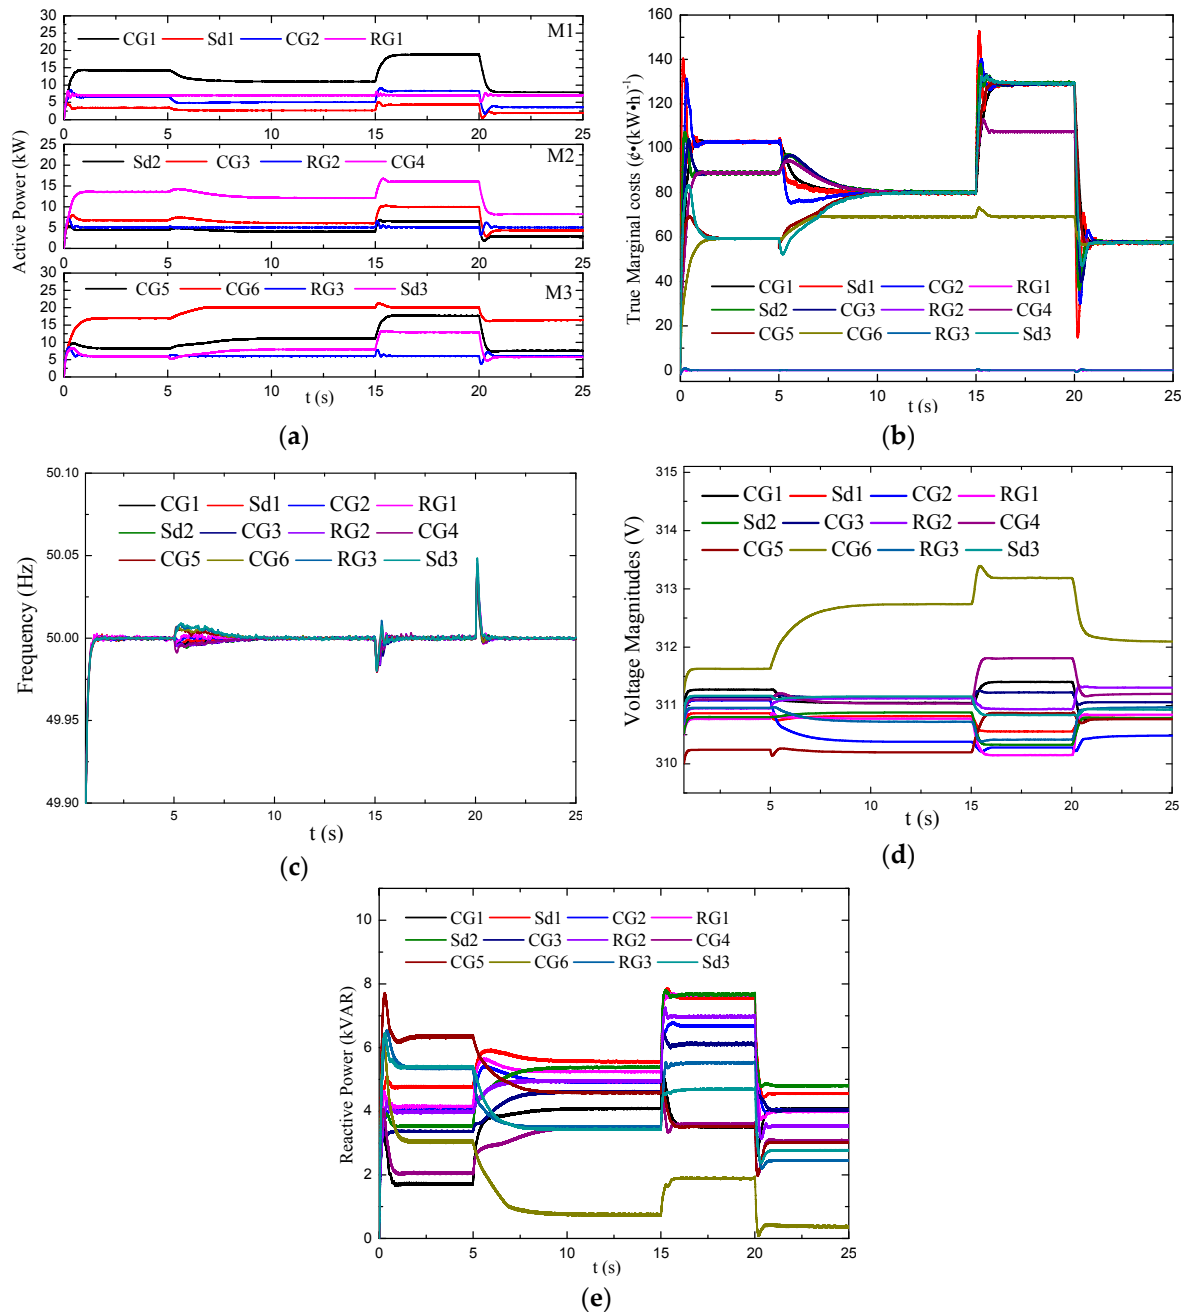 CG1 Sd1 CG2 RG1 M1
30
25
20
15
10
5
0
0 5 10 15 20 25
Sd2 CG3 RG2 CG4 M2
25
20
15
10
5
0
0 5 10 15 20 25
CG5 CG6 RG3 Sd3 M3
30
25
20
15
10
5
0
0 5 10 15 20 25
Active Power (kW)
t (s)
(a)
160
140
120
100
80
60
40
20
0
True Marginal costs (¢•(kW•h)⁻¹)
CG1 Sd1 CG2 RG1
Sd2 CG3 RG2 CG4
CG5 CG6 RG3 Sd3
0 5 10 15 20 25
t (s)
(b)
50.10
50.05
50.00
49.95
49.90
Frequency (Hz)
CG1 Sd1 CG2 RG1
Sd2 CG3 RG2 CG4
CG5 CG6 RG3 Sd3
5 10 15 20 25
t (s)
(c)
315
314
313
312
311
310
Voltage Magnitudes (V)
CG1 Sd1 CG2 RG1
Sd2 CG3 RG2 CG4
CG5 CG6 RG3 Sd3
5 10 15 20 25
t (s)
(d)
10
8
6
4
2
0
Reactive Power (kVAR)
CG1 Sd1 CG2 RG1
Sd2 CG3 RG2 CG4
CG5 CG6 RG3 Sd3
0 5 10 15 20 25
t (s)
(e)